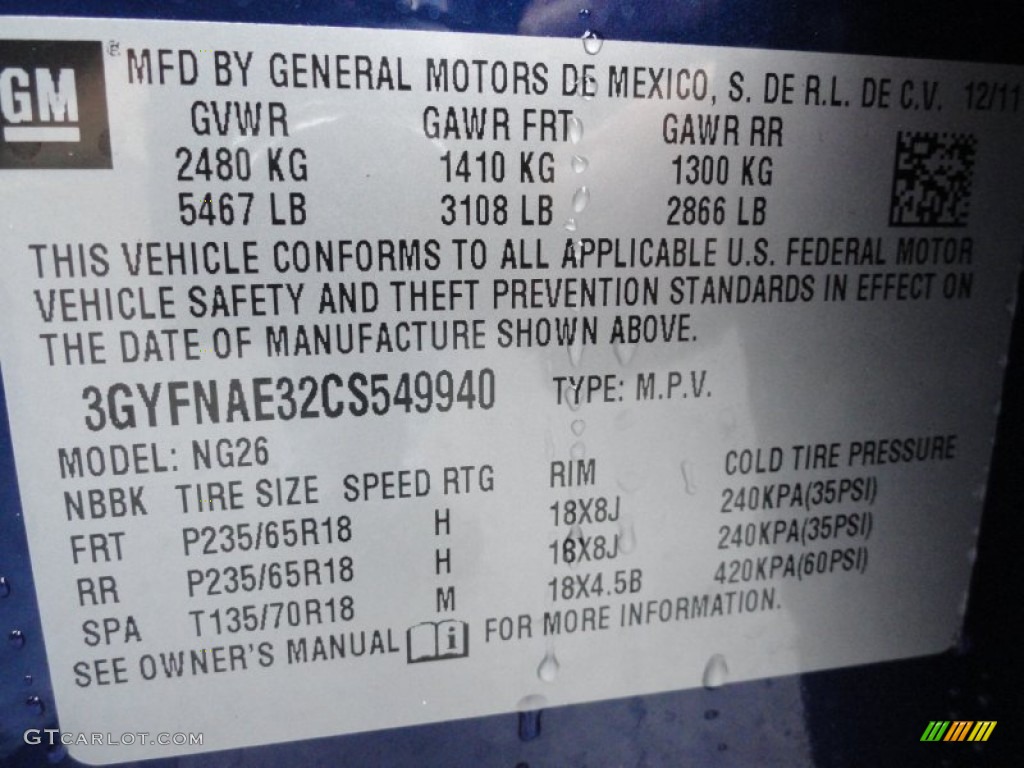 GM ® MFD BY GENERAL MOTORS DE MEXICO, S. DE R.L. DE C.V. 12/11
GVWR GAWR FRT GAWR RR
2480 KG 1410 KG 1300 KG
5467 LB 3108 LB 2866 LB
THIS VEHICLE CONFORMS TO ALL APPLICABLE U.S. FEDERAL MOTOR
VEHICLE SAFETY AND THEFT PREVENTION STANDARDS IN EFFECT ON
THE DATE OF MANUFACTURE SHOWN ABOVE.
3GYFNAE32CS549940 TYPE: M.P.V.
MODEL: NG26
NBBK TIRE SIZE SPEED RTG RIM COLD TIRE PRESSURE
FRT P235/65R18 H 18X8J 240KPA(35PSI)
RR P235/65R18 H 18X8J 240KPA(35PSI)
SPA T135/70R18 M 18X4.5B 420KPA(60PSI)
SEE OWNER'S MANUAL i FOR MORE INFORMATION.
GTCARLOT.COM